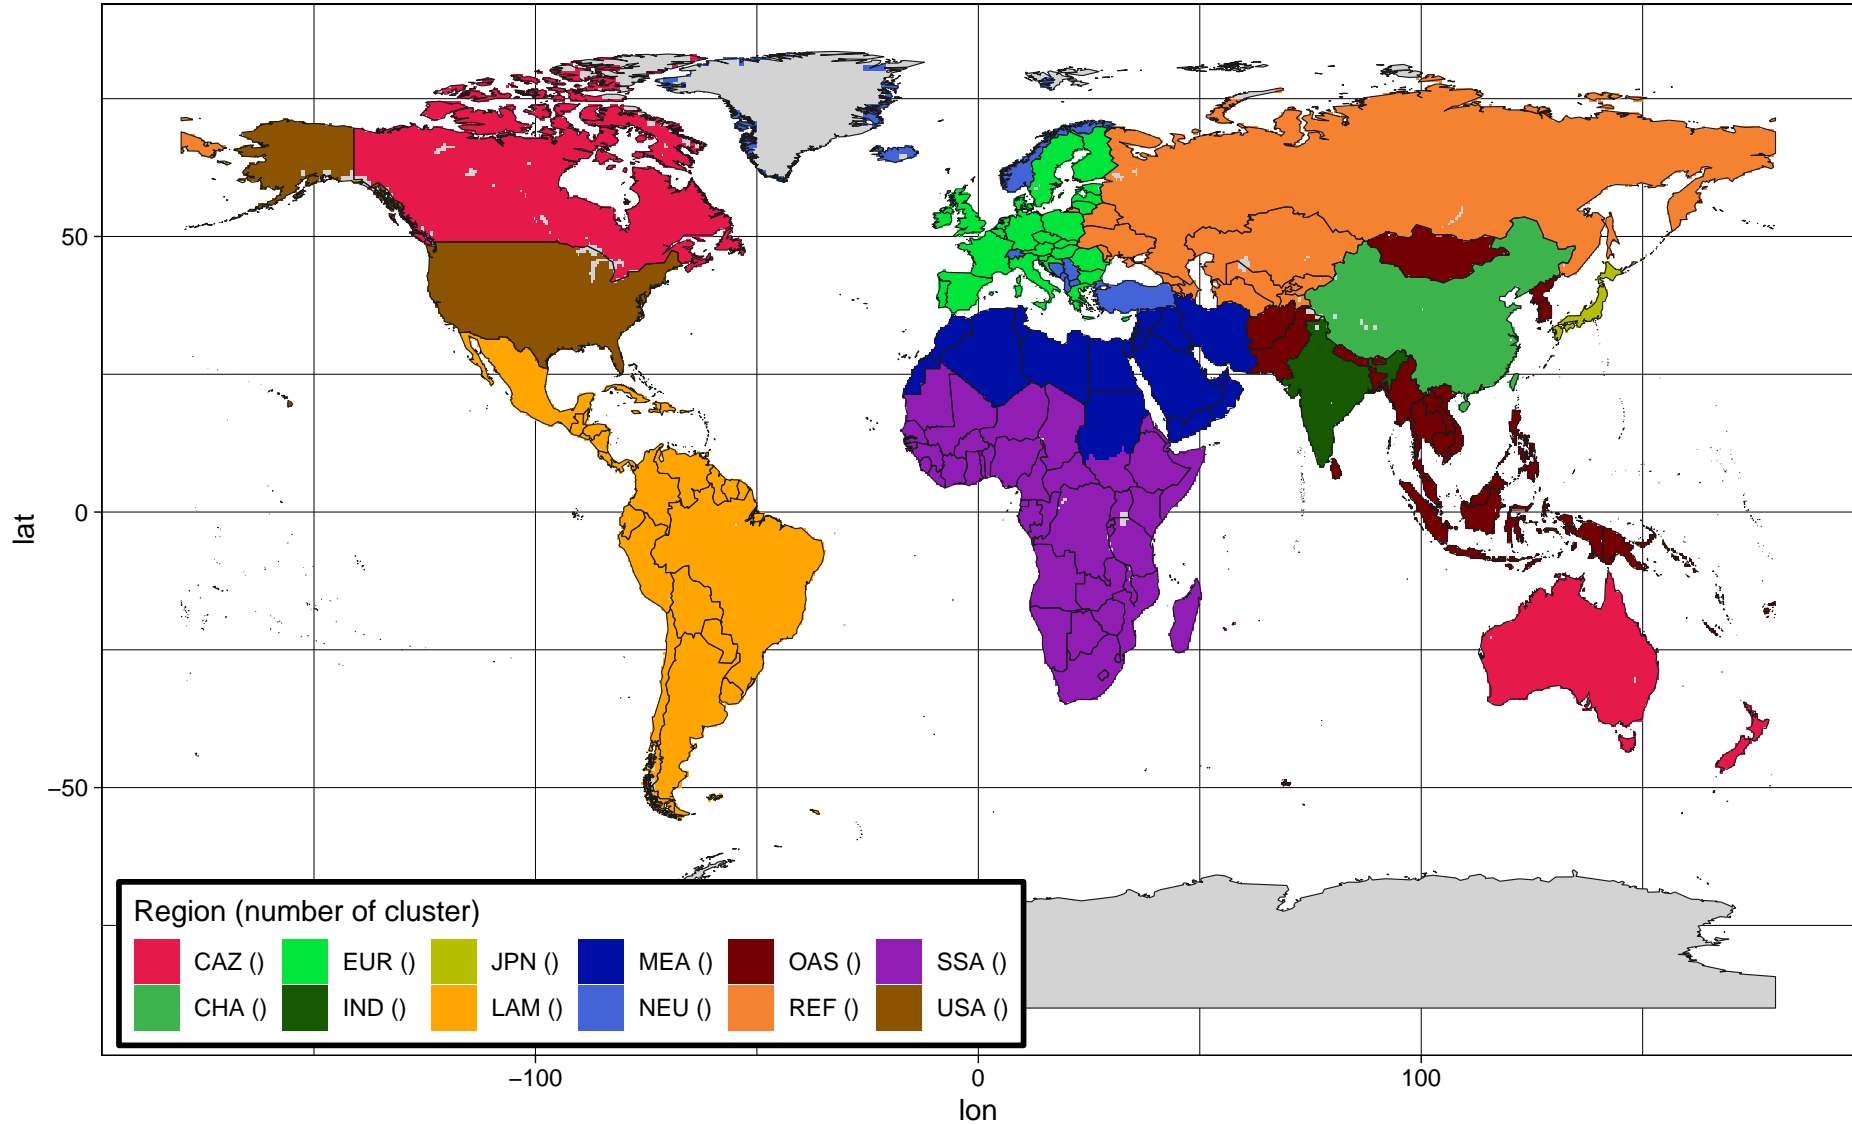 50
0
−50
lat
Region (number of cluster)
CAZ () EUR () JPN () MEA () OAS () SSA ()
CHA () IND () LAM () NEU () REF () USA ()
−100 0 100
lon